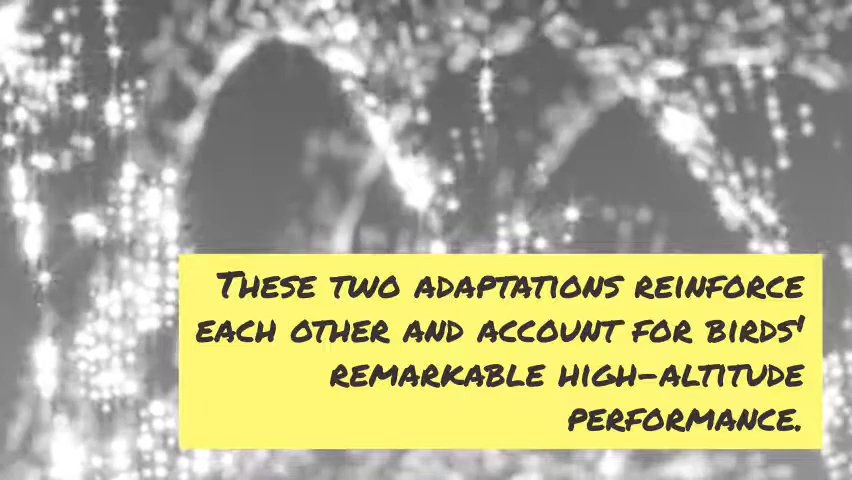 These two adaptations reinforce
each other and account for birds'
remarkable high-altitude
performance.